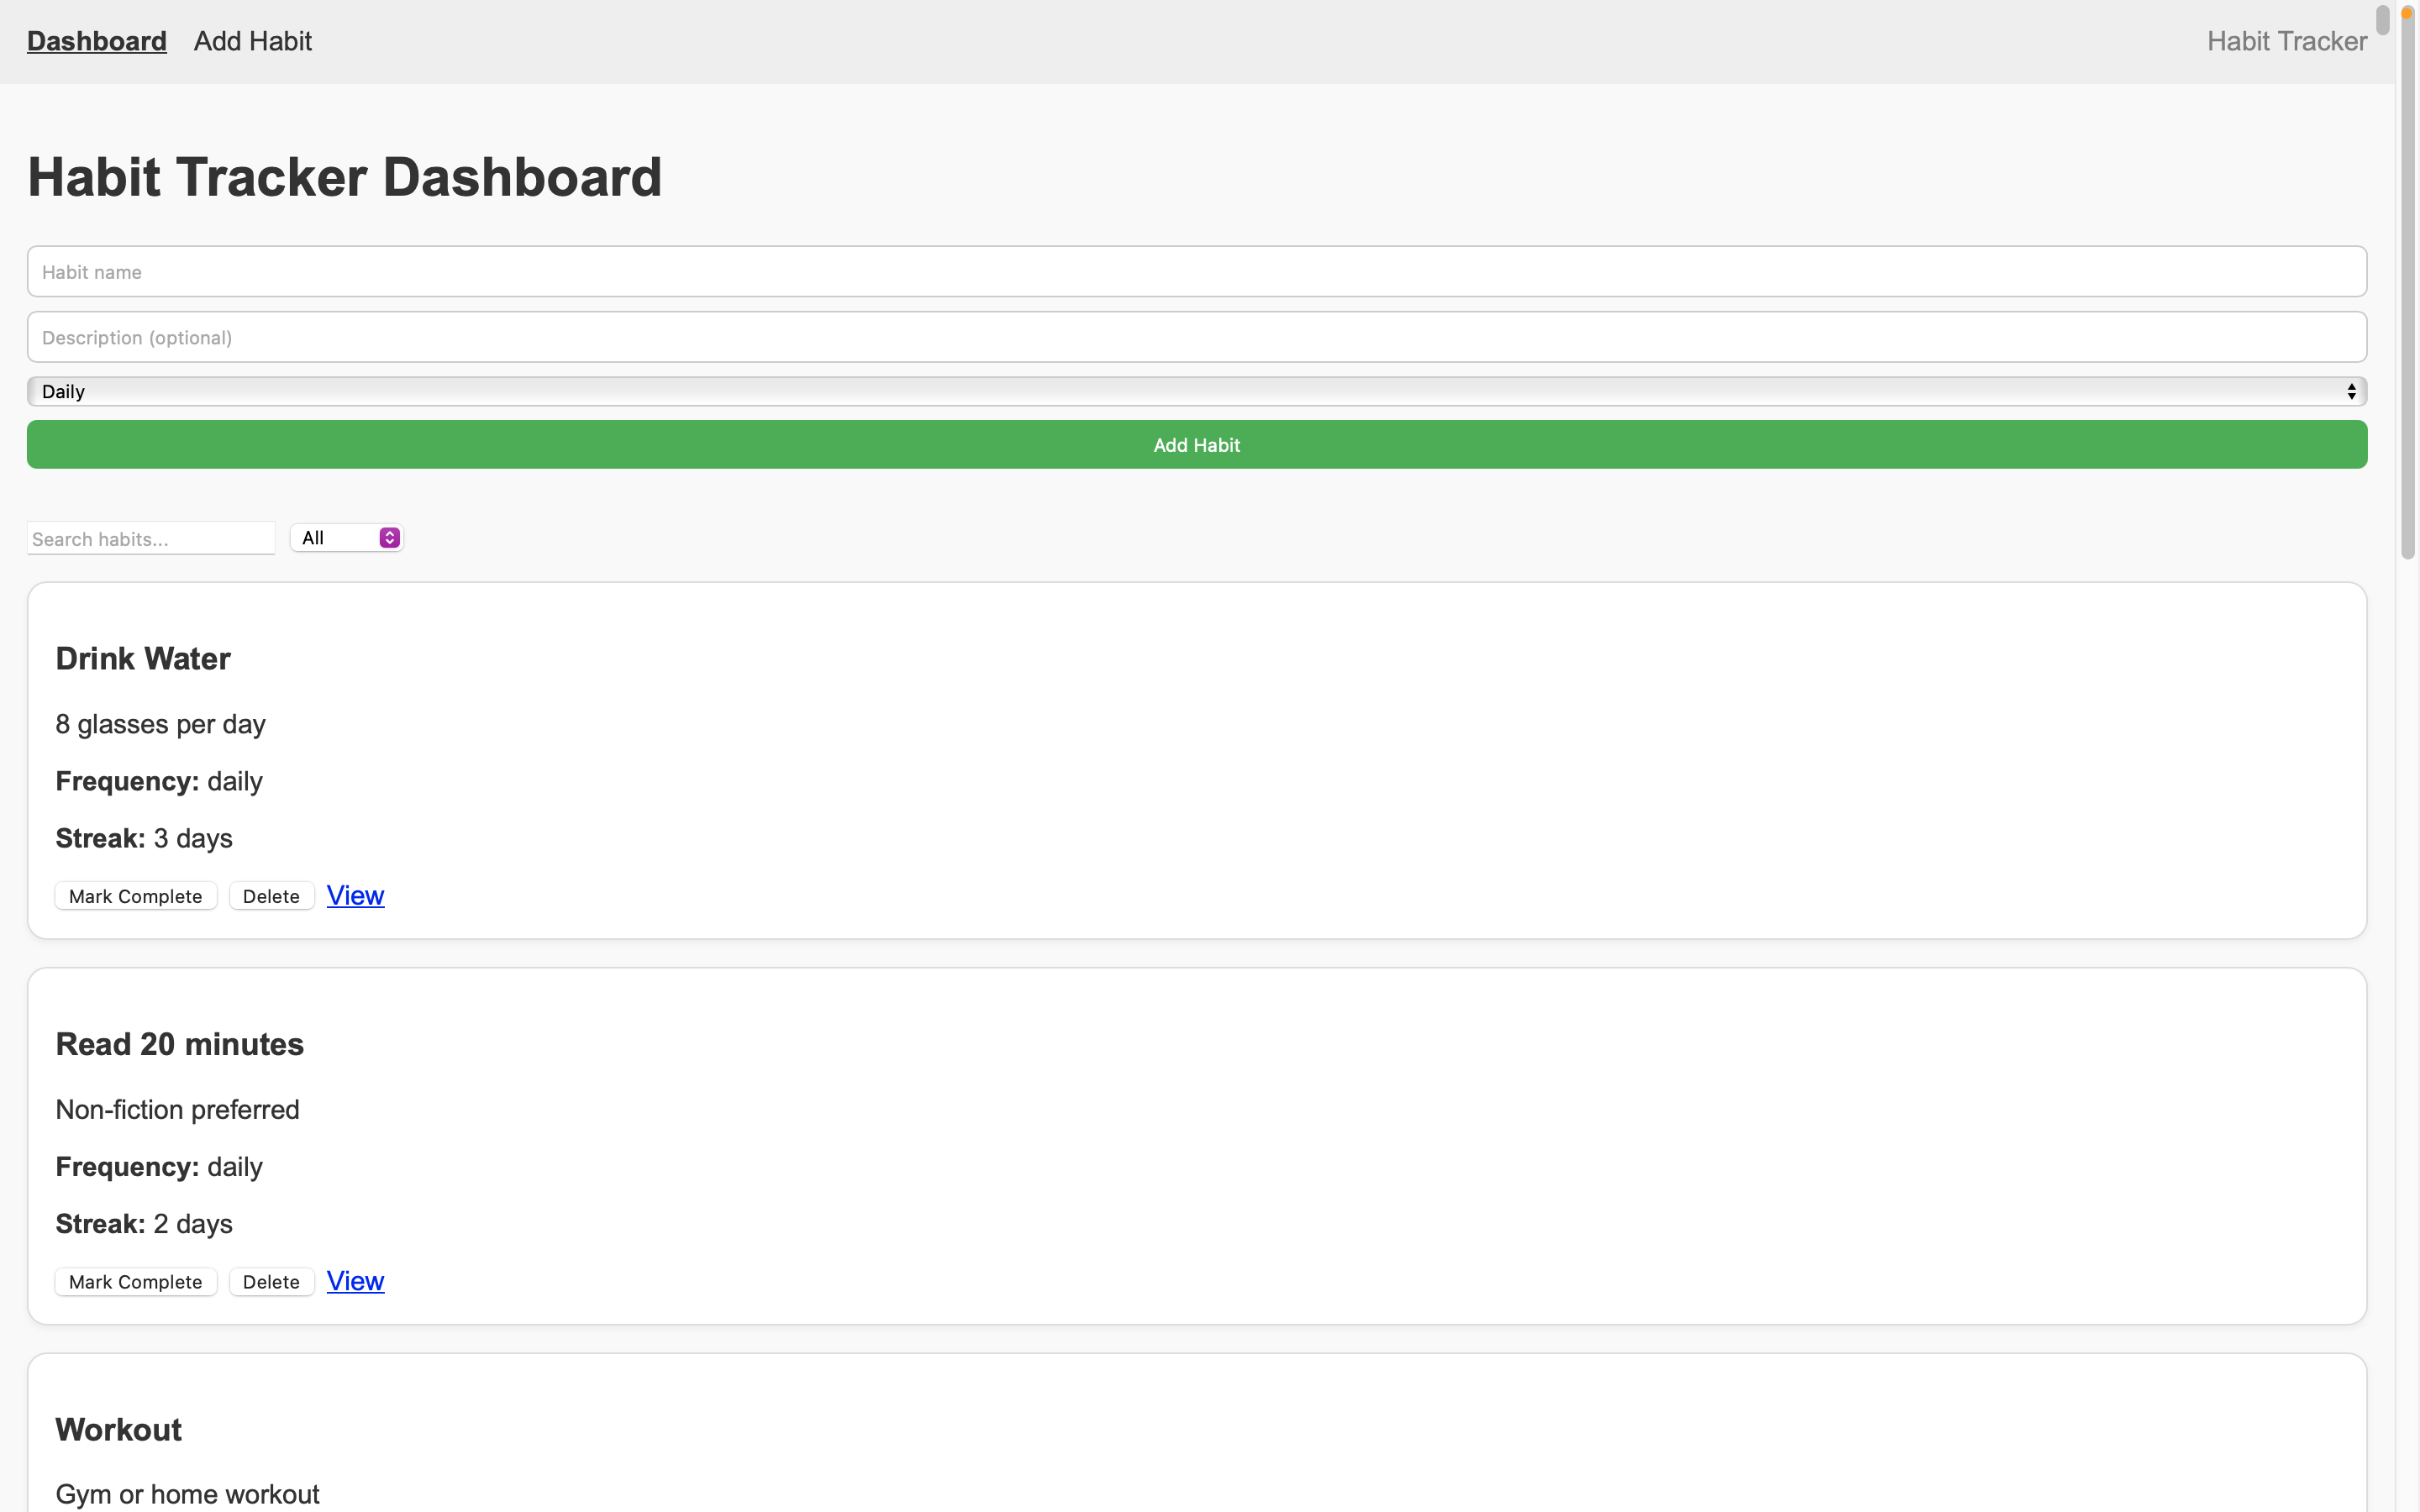 Dashboard Add Habit Habit Tracker
Habit Tracker Dashboard
Habit name
Description (optional)
Daily
Add Habit
Search habits... All
Drink Water
8 glasses per day
Frequency: daily
Streak: 3 days
Mark Complete Delete View
Read 20 minutes
Non-fiction preferred
Frequency: daily
Streak: 2 days
Mark Complete Delete View
Workout
Gym or home workout